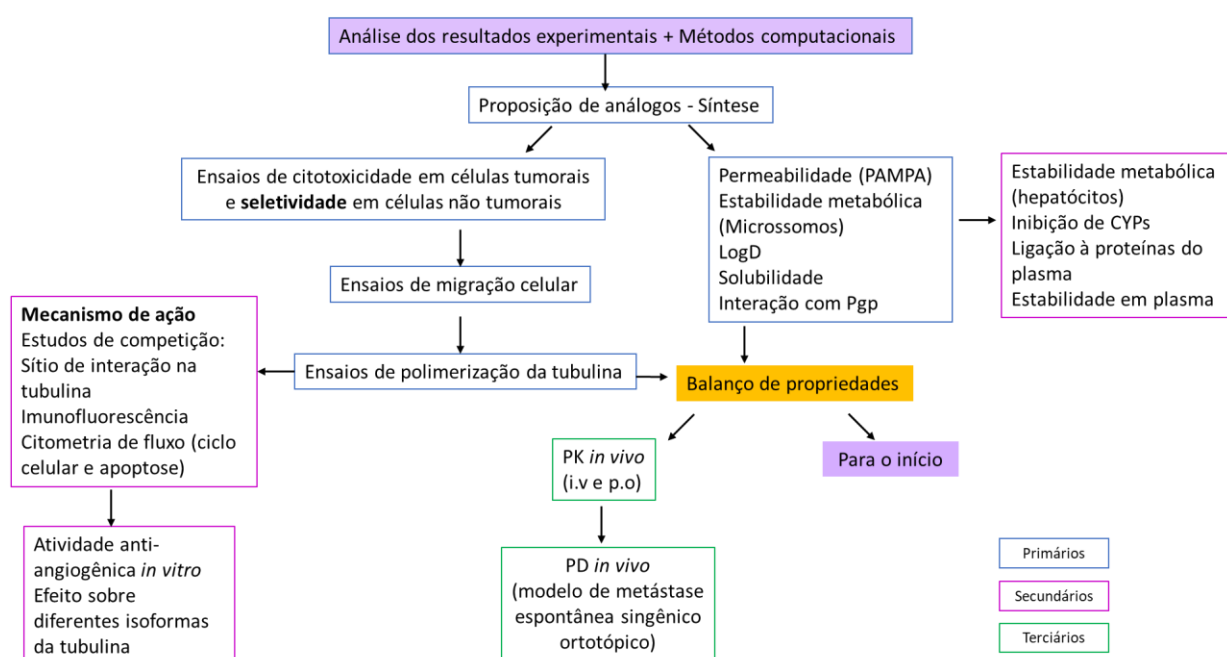 Análise dos resultados experimentais + Métodos computacionais
Proposição de análogos - Síntese
Ensaios de citotoxicidade em células tumorais
e seletividade em células não tumorais
Permeabilidade (PAMPA)
Estabilidade metabólica
(Microssomos)
LogD
Solubilidade
Interação com Pgp
Estabilidade metabólica
(hepatócitos)
Inibição de CYPs
Ligação à proteínas do
plasma
Estabilidade em plasma
Ensaios de migração celular
Mecanismo de ação
Estudos de competição:
Sítio de interação na
tubulina
Imunofluorescência
Citometria de fluxo (ciclo
celular e apoptose)
Ensaios de polimerização da tubulina
Balanço de propriedades
PK in vivo
(i.v e p.o)
Para o início
Atividade anti-
angiogênica in vitro
Efeito sobre
diferentes isoformas
da tubulina
PD in vivo
(modelo de metástase
espontânea singênico
ortotópico)
Primários
Secundários
Terciários